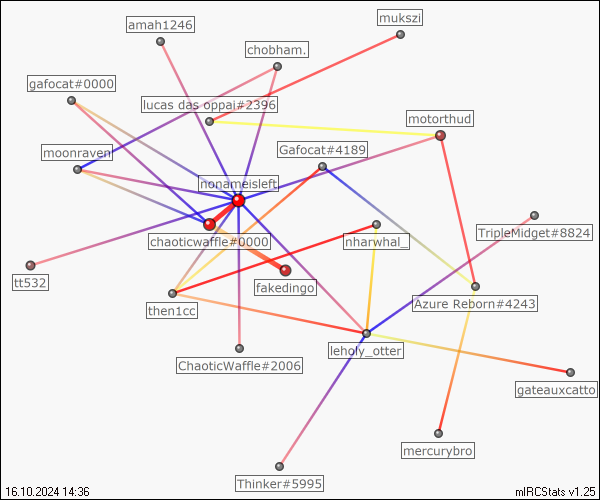 mukszi
amah1246
chobham.
gafocat#0000
lucas das oppai#2396
motorthud
Gafocat#4189
moonraven
nonameisleft
TripleMidget#8824
chaoticwaffle#0000
nharwhal_
tt532
fakedingo
Azure Reborn#4243
then1cc
leholy_otter
ChaoticWaffle#2006
gateauxcatto
mercurybro
Thinker#5995
16.10.2024 14:36
mIRCStats v1.25